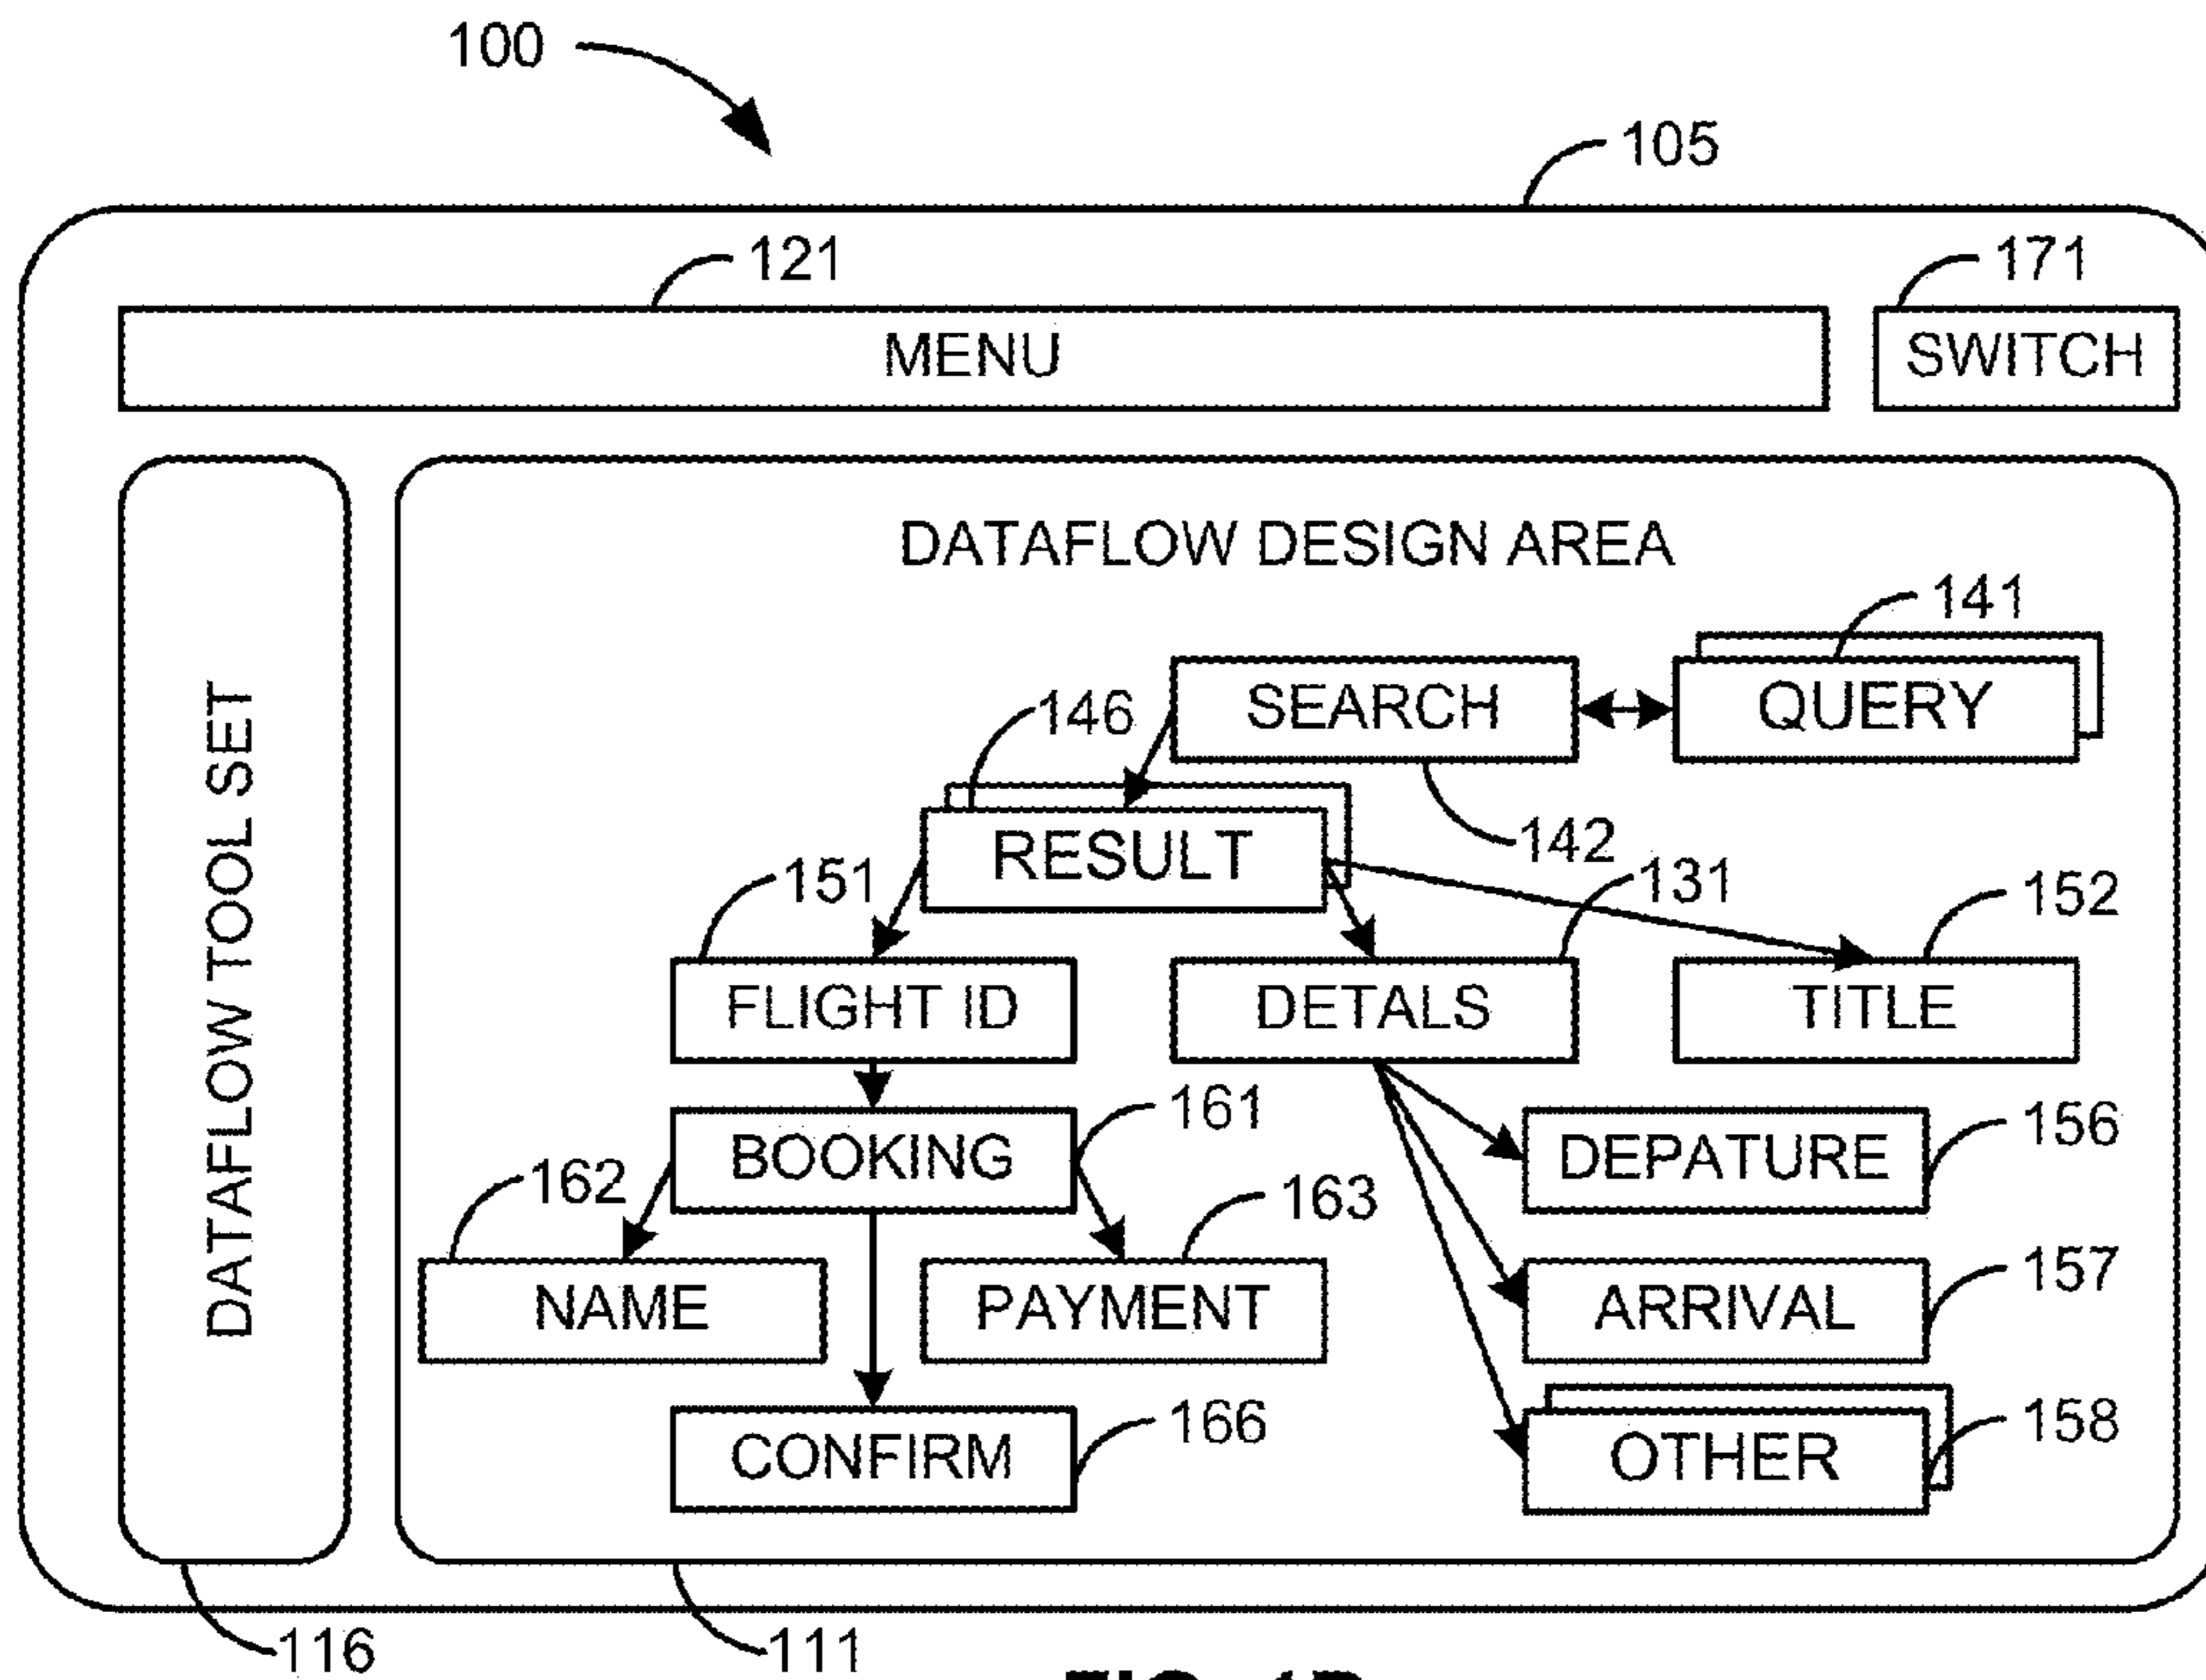 100
105
121
171
MENU
SWITCH
DATAFLOW TOOL SET
DATAFLOW DESIGN AREA
141
SEARCH
QUERY
146
142
RESULT
151
131
152
FLIGHT ID
DETALS
TITLE
161
BOOKING
DEPATURE
156
162
163
NAME
PAYMENT
ARRIVAL
157
CONFIRM
166
OTHER
158
116
111